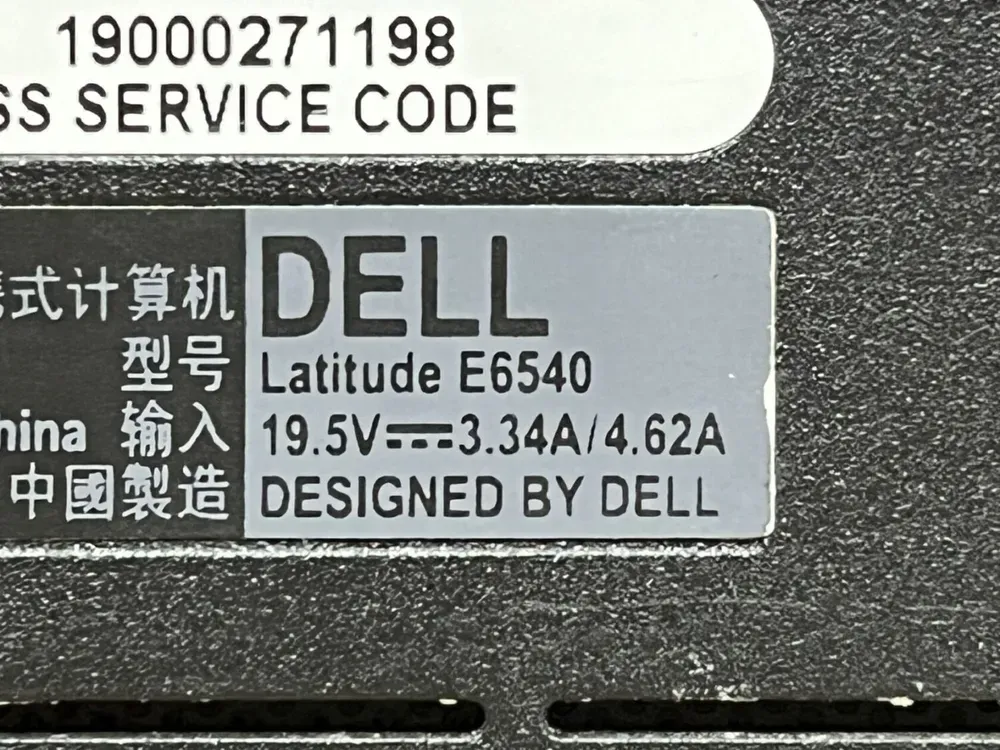 19000271198
SS SERVICE CODE
式计算机
DELL
型号
Latitude E6540
输入
19.5V⎓3.34A/4.62A
中國製造
DESIGNED BY DELL